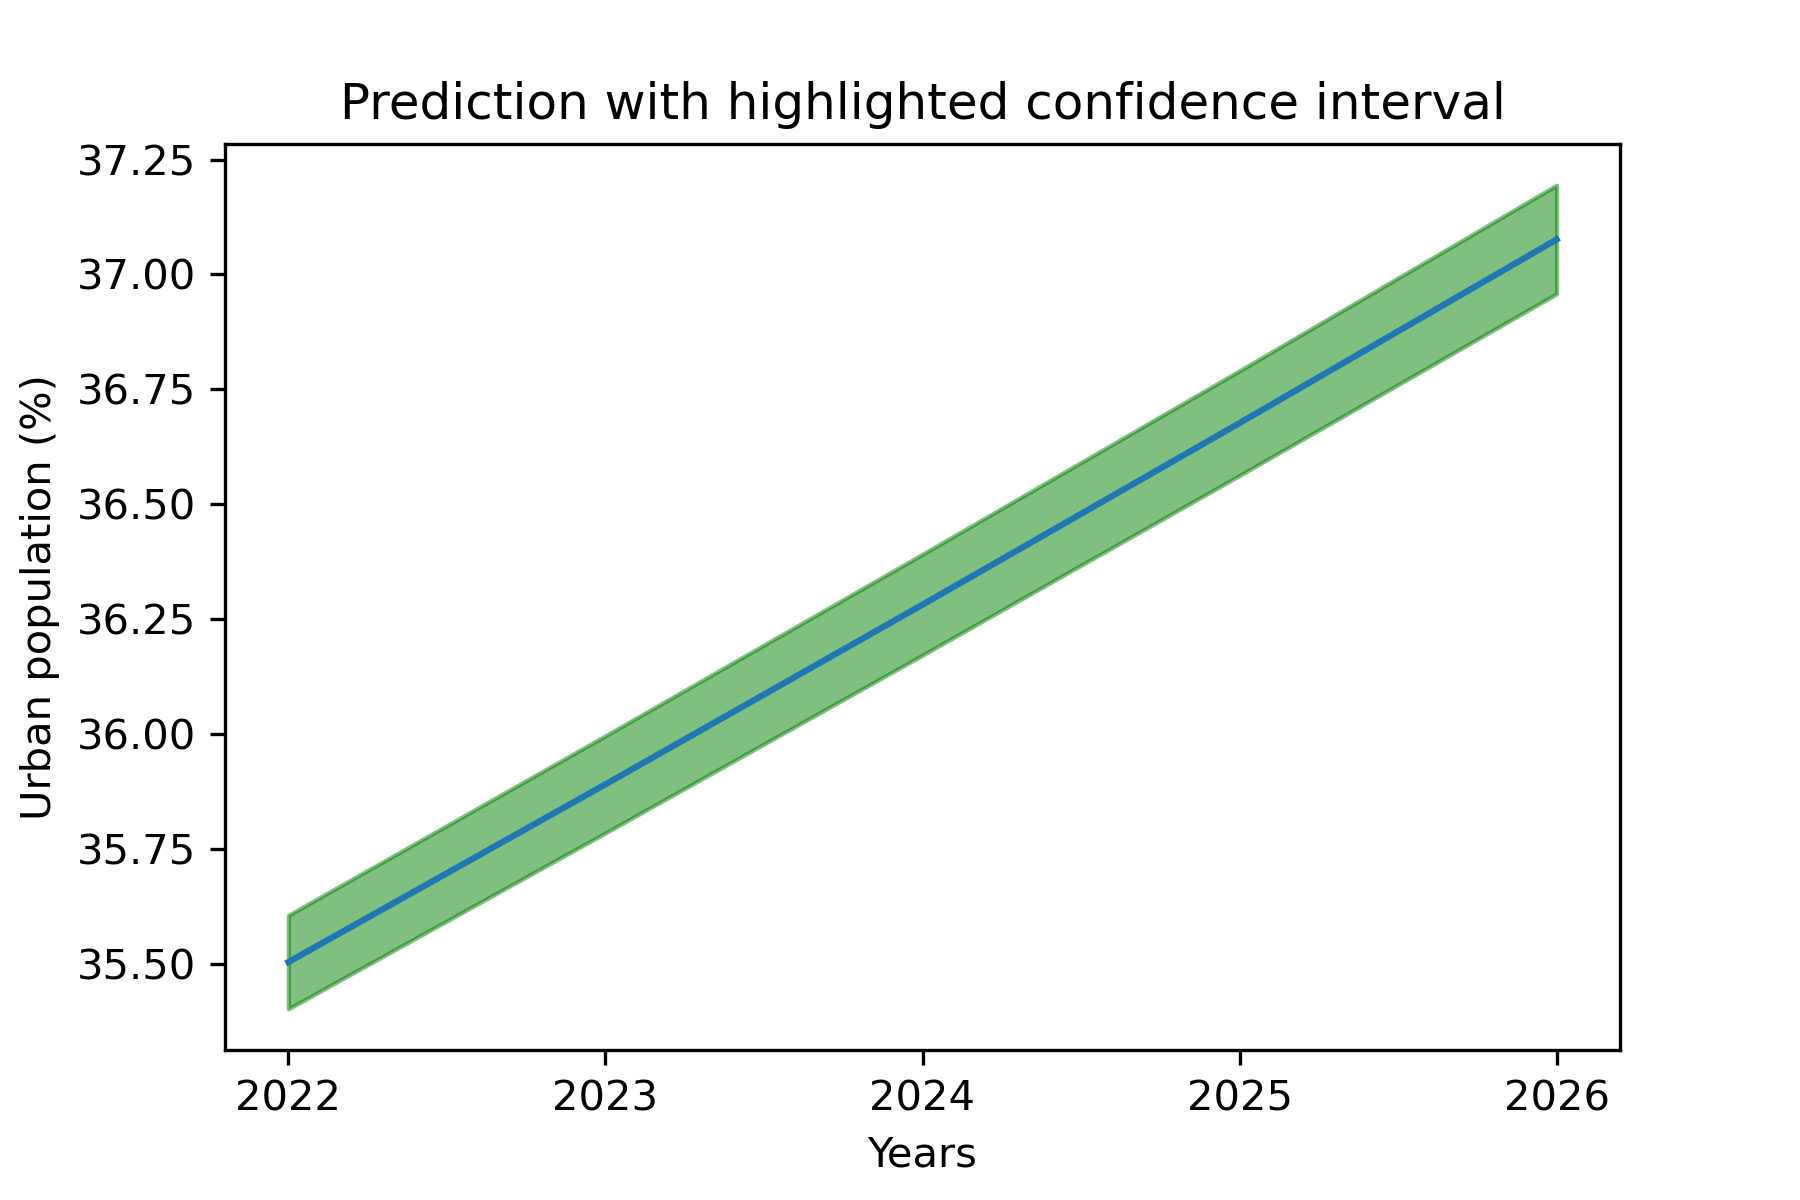 Prediction with highlighted confidence interval
37.25
37.00
36.75
36.50
36.25
36.00
35.75
35.50
Urban population (%)
2022 2023 2024 2025 2026
Years